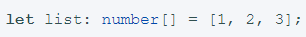 let list: number[] = [1, 2, 3];